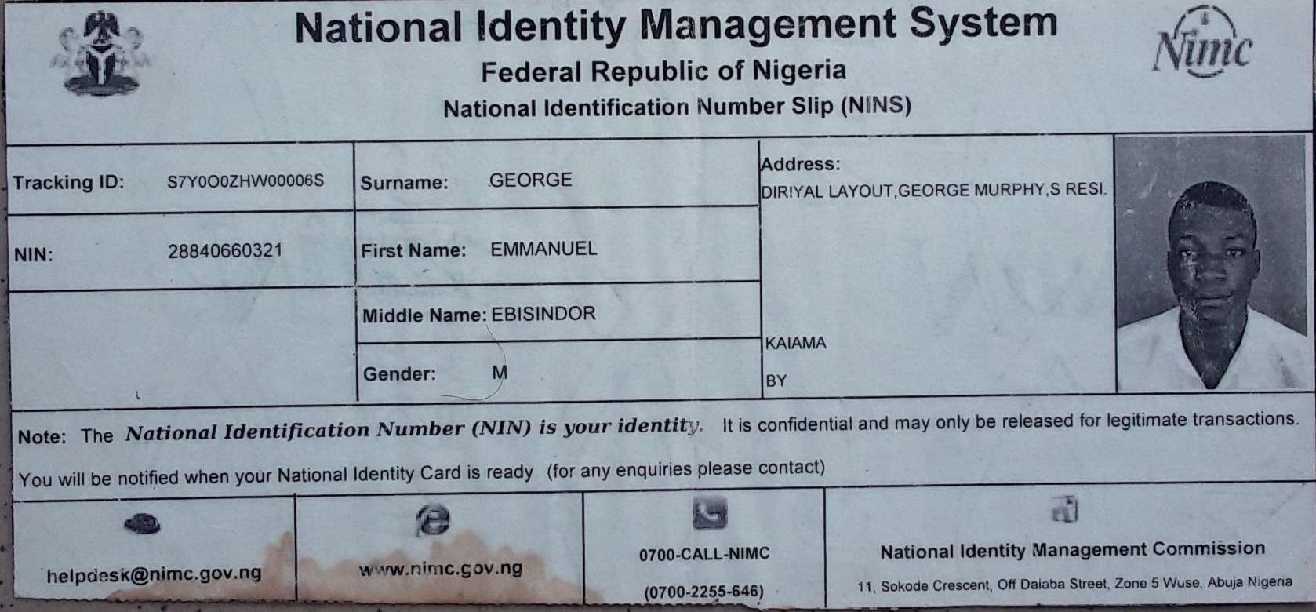 National Identity Management System
Federal Republic of Nigeria
National Identification Number Slip (NINS)
Nimc
Tracking ID: S7Y0O0ZHW00006S
Surname: GEORGE
Address:
DIR!YAL LAYOUT,GEORGE MURPHY,S RESI.
NIN: 28840660321
First Name: EMMANUEL
Middle Name: EBISINDOR
KAIAMA
Gender: M
BY
Note: The National Identification Number (NIN) is your identity. It is confidential and may only be released for legitimate transactions.
You will be notified when your National Identity Card is ready (for any enquiries please contact)
helpdesk@nimc.gov.ng
www.nimc.gov.ng
0700-CALL-NIMC
(0700-2255-646)
National Identity Management Commission
11, Sokode Crescent, Off Dalaba Street, Zone 5 Wuse, Abuja Nigeria